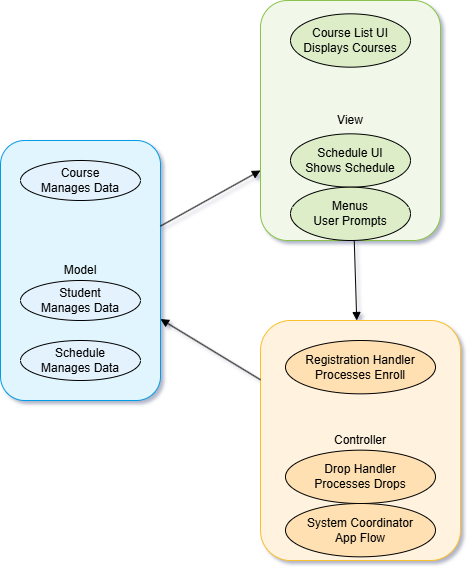 Course List UI
Displays Courses
View
Schedule UI
Shows Schedule
Menus
User Prompts
Course
Manages Data
Model
Student
Manages Data
Schedule
Manages Data
Registration Handler
Processes Enroll
Controller
Drop Handler
Processes Drops
System Coordinator
App Flow